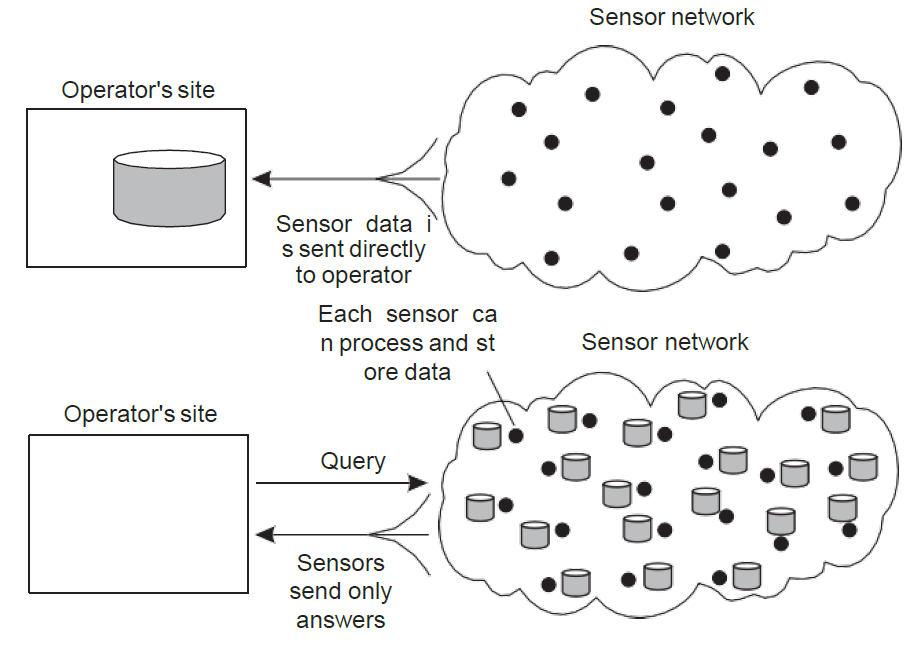 Sensor network
Operator's site
Sensor data i
s sent directly
to operator
Each sensor ca
n process and st
ore data
Sensor network
Operator's site
Query
Sensors
send only
answers